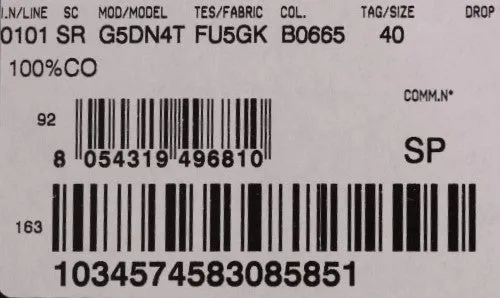 I.N/LINE SC MOD/MODEL TES/FABRIC COL. TAG/SIZE DROP
0101 SR G5DN4T FU5GK B0665 40
100%CO
COMM.N°
92
8 054319 496810
SP
163
1034574583085851